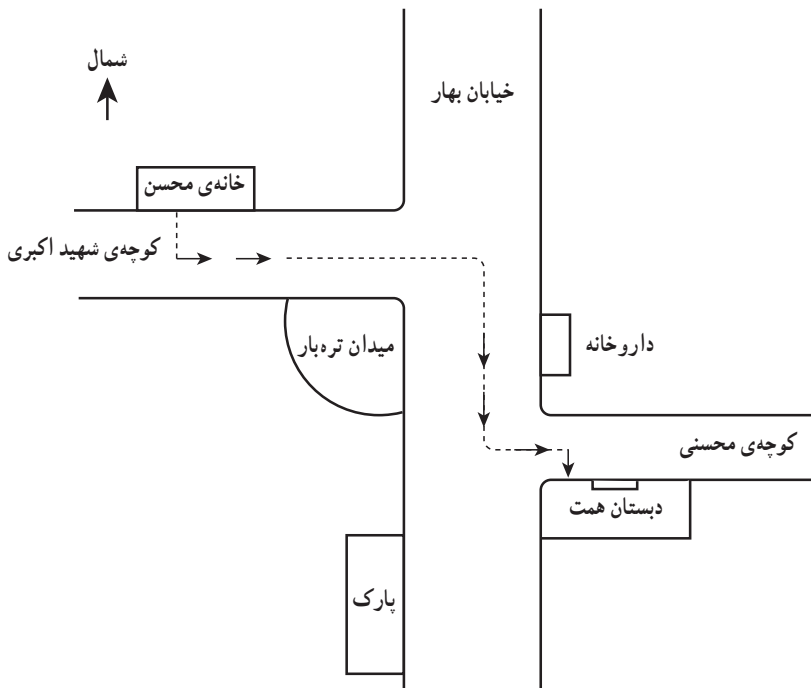 شمال
خیابان بهار
خانه‌ی محسن
کوچه‌ی شهید اکبری
میدان تره‌بار
داروخانه
کوچه‌ی محسنی
دبستان همت
پارک